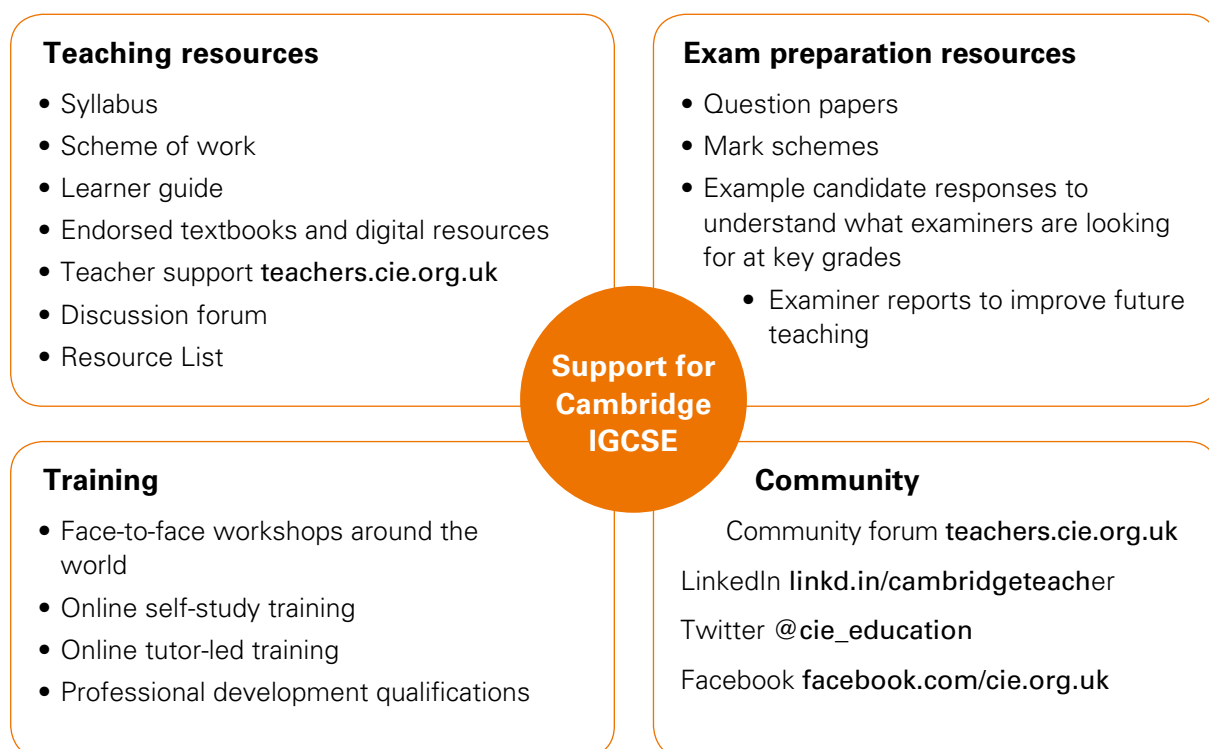 Teaching resources
• Syllabus
• Scheme of work
• Learner guide
• Endorsed textbooks and digital resources
• Teacher support teachers.cie.org.uk
• Discussion forum
• Resource List
Exam preparation resources
• Question papers
• Mark schemes
• Example candidate responses to
understand what examiners are looking
for at key grades
• Examiner reports to improve future
teaching
Support for
Cambridge
IGCSE
Training
• Face-to-face workshops around the
world
• Online self-study training
• Online tutor-led training
• Professional development qualifications
Community
Community forum teachers.cie.org.uk
LinkedIn linkd.in/cambridgeteacher
Twitter @cie_education
Facebook facebook.com/cie.org.uk